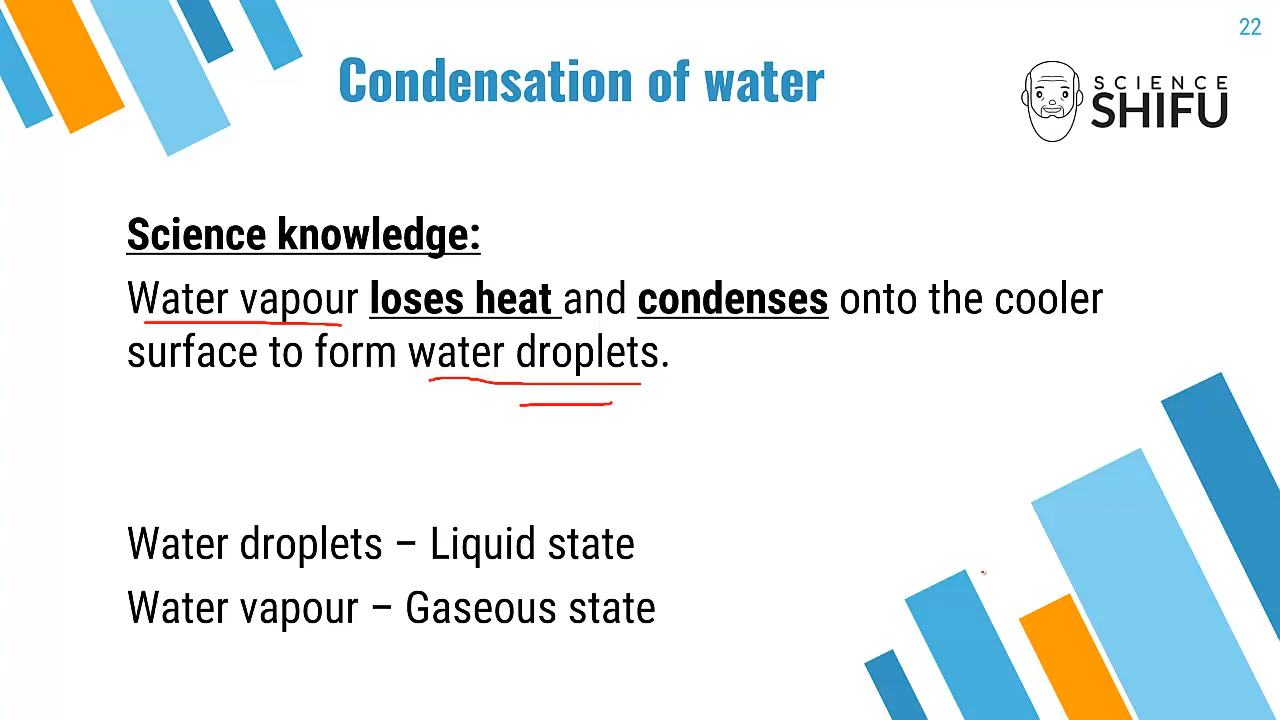 22
Condensation of water
SCIENCE
SHIFU
Science knowledge:
Water vapour loses heat and condenses onto the cooler
surface to form water droplets.
Water droplets – Liquid state
Water vapour – Gaseous state